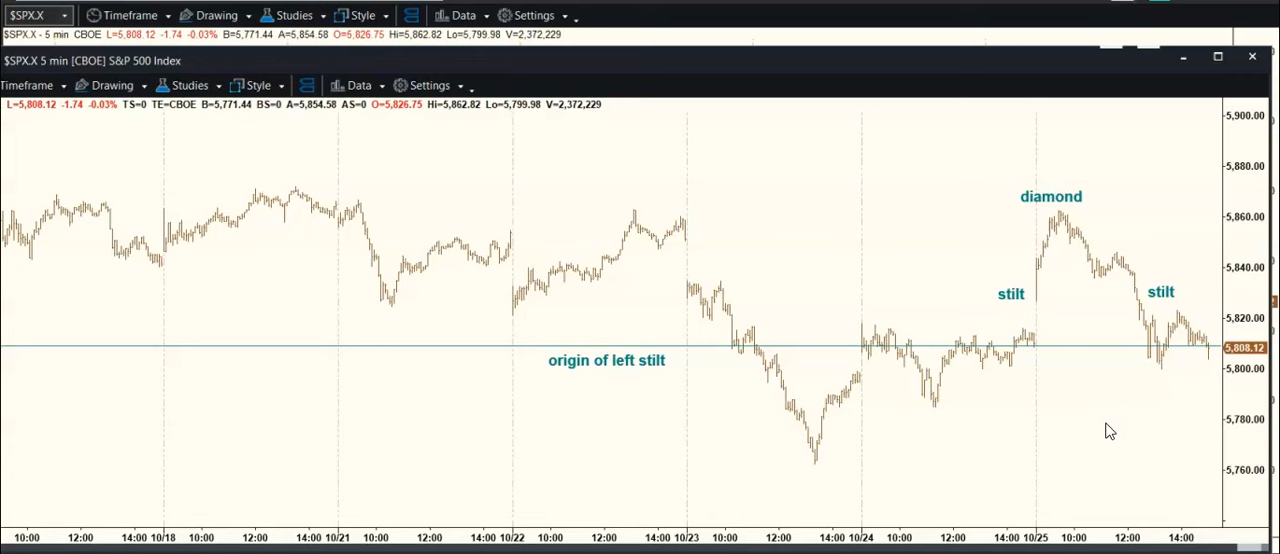 $SPX.X Timeframe Drawing Studies Style Data Settings
$SPX.X - 5 min CBOE L=5,808.12 -1.74 -0.03% B=5,771.44 A=5,854.58 O=5,826.75 Hi=5,862.82 Lo=5,799.98 V=2,372,229
$SPX.X 5 min [CBOE] S&P 500 Index
Timeframe Drawing Studies Style Data Settings
L=5,808.12 -1.74 -0.03% TS=0 TE=CBOE B=5,771.44 BS=0 A=5,854.58 AS=0 O=5,826.75 Hi=5,862.82 Lo=5,799.98 V=2,372,229
5,900.00
5,880.00
diamond
5,860.00
5,840.00
stilt
stilt
5,820.00
5,808.12
origin of left stilt
5,800.00
5,780.00
5,760.00
10:00 12:00 14:00 10/18 10:00 12:00 14:00 10/21 10:00 12:00 14:00 10/22 10:00 12:00 14:00 10/23 10:00 12:00 14:00 10/24 10:00 12:00 14:00 10/25 10:00 12:00 14:00